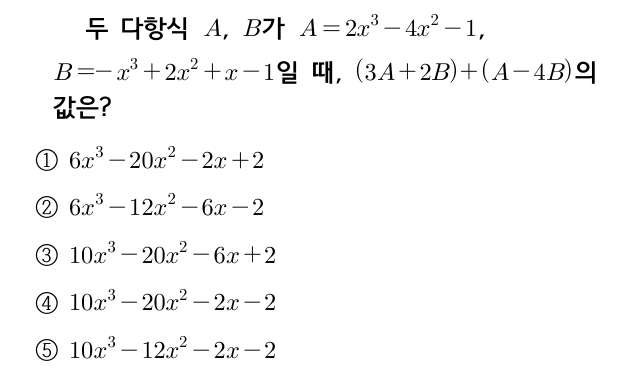 두 다항식 A, B가 A=2x³−4x²−1,
B=−x³+2x²+x−1일 때, (3A+2B)+(A−4B)의
값은?
① 6x³−20x²−2x+2
② 6x³−12x²−6x−2
③ 10x³−20x²−6x+2
④ 10x³−20x²−2x−2
⑤ 10x³−12x²−2x−2